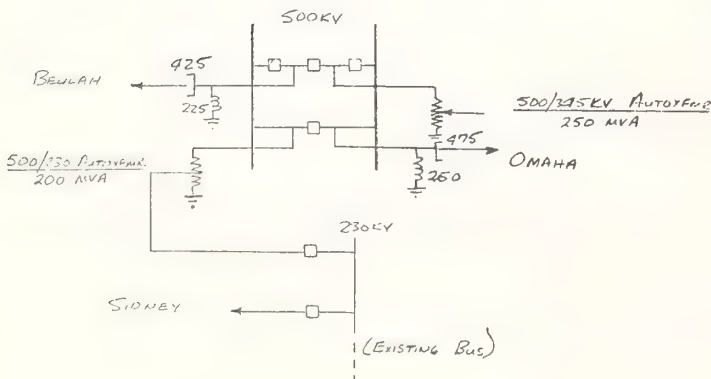 500KV
425
BEULAH
225
500/345KV AUTOXFMR
250 MVA
475
OMAHA
250
500/230 AUTOXFMR.
200 MVA
230KV
SIDNEY
(EXISTING BUS)